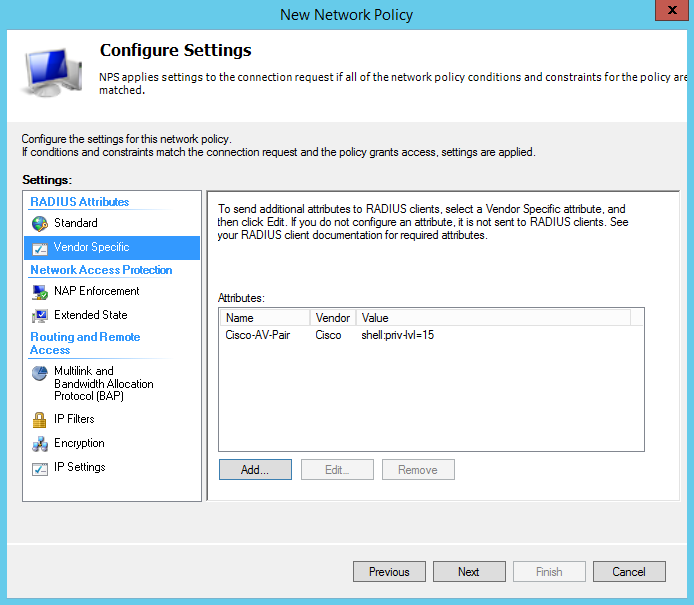 New Network Policy
x
Configure Settings
NPS applies settings to the connection request if all of the network policy conditions and constraints for the policy are
matched.
Configure the settings for this network policy.
If conditions and constraints match the connection request and the policy grants access, settings are applied.
Settings:
RADIUS Attributes
Standard
Vendor Specific
Network Access Protection
NAP Enforcement
Extended State
Routing and Remote
Access
Multilink and
Bandwidth Allocation
Protocol (BAP)
IP Filters
Encryption
IP Settings
To send additional attributes to RADIUS clients, select a Vendor Specific attribute, and
then click Edit. If you do not configure an attribute, it is not sent to RADIUS clients. See
your RADIUS client documentation for required attributes.
Attributes:
Name Vendor Value
Cisco-AV-Pair Cisco shell:priv-lvl=15
Add... Edit... Remove
Previous Next Finish Cancel